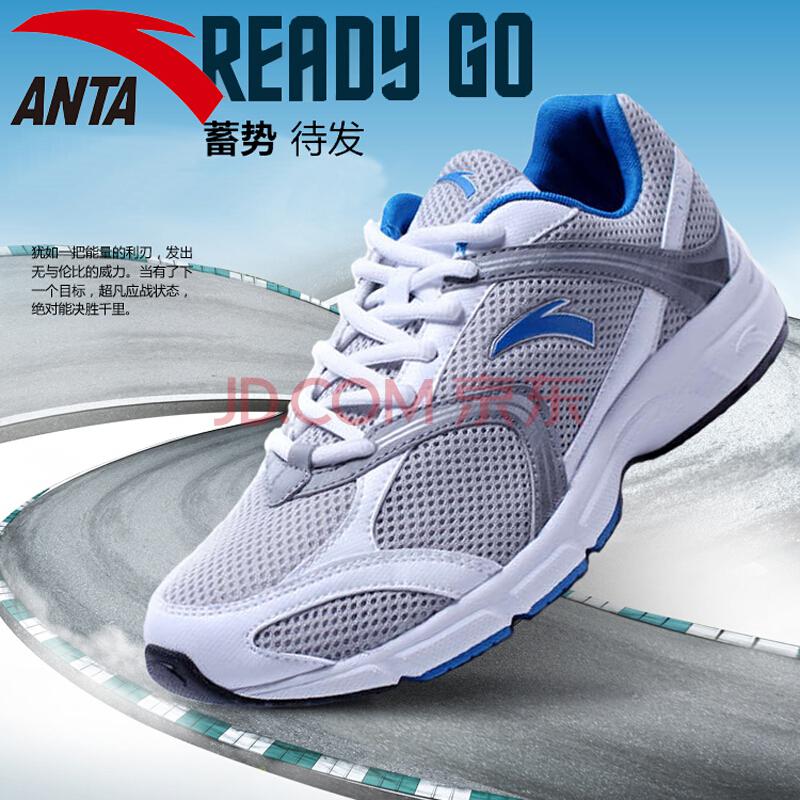 ANTA
READY GO
蓄势 待发
犹如一把能量的利刃，发出
无与伦比的威力。当有了下
一个目标，超凡应战状态，
绝对能决胜千里。
JD.COM 京东